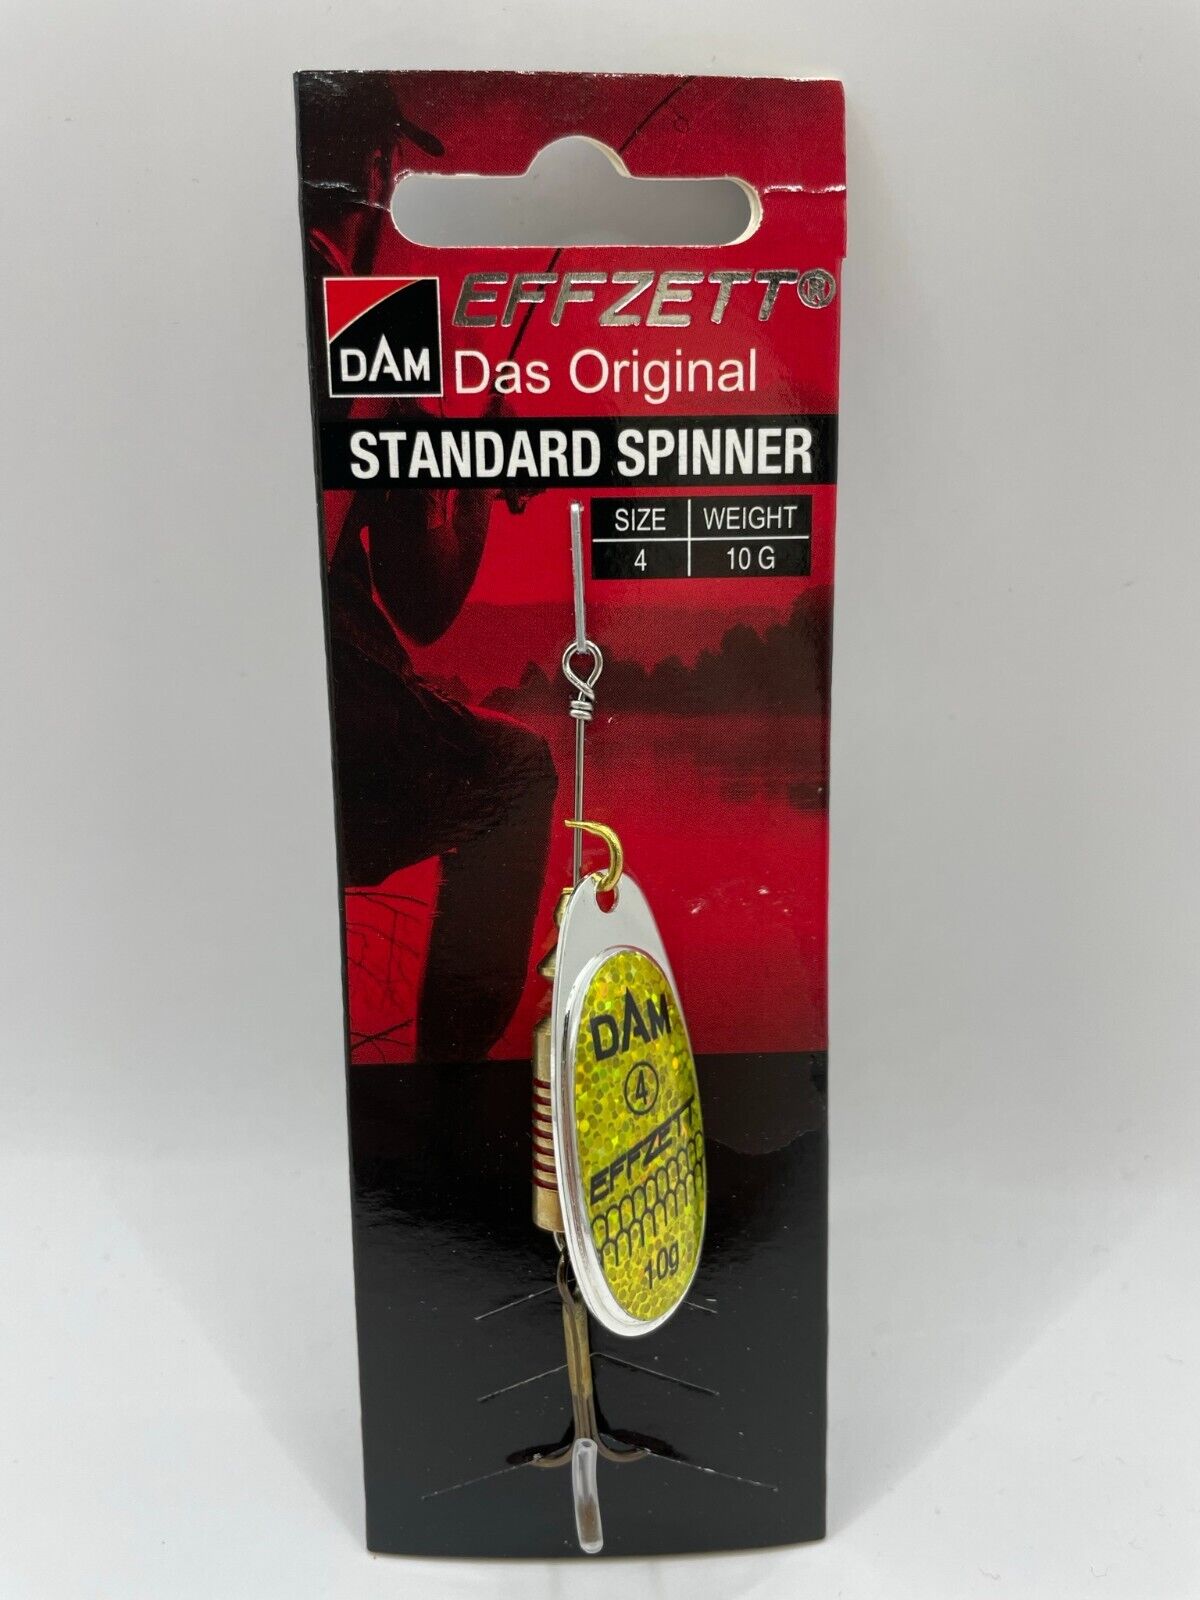 EFFZETT®
DAM
Das Original
STANDARD SPINNER
SIZE WEIGHT
4 10 G
DAM
4
EFFZETT
10g